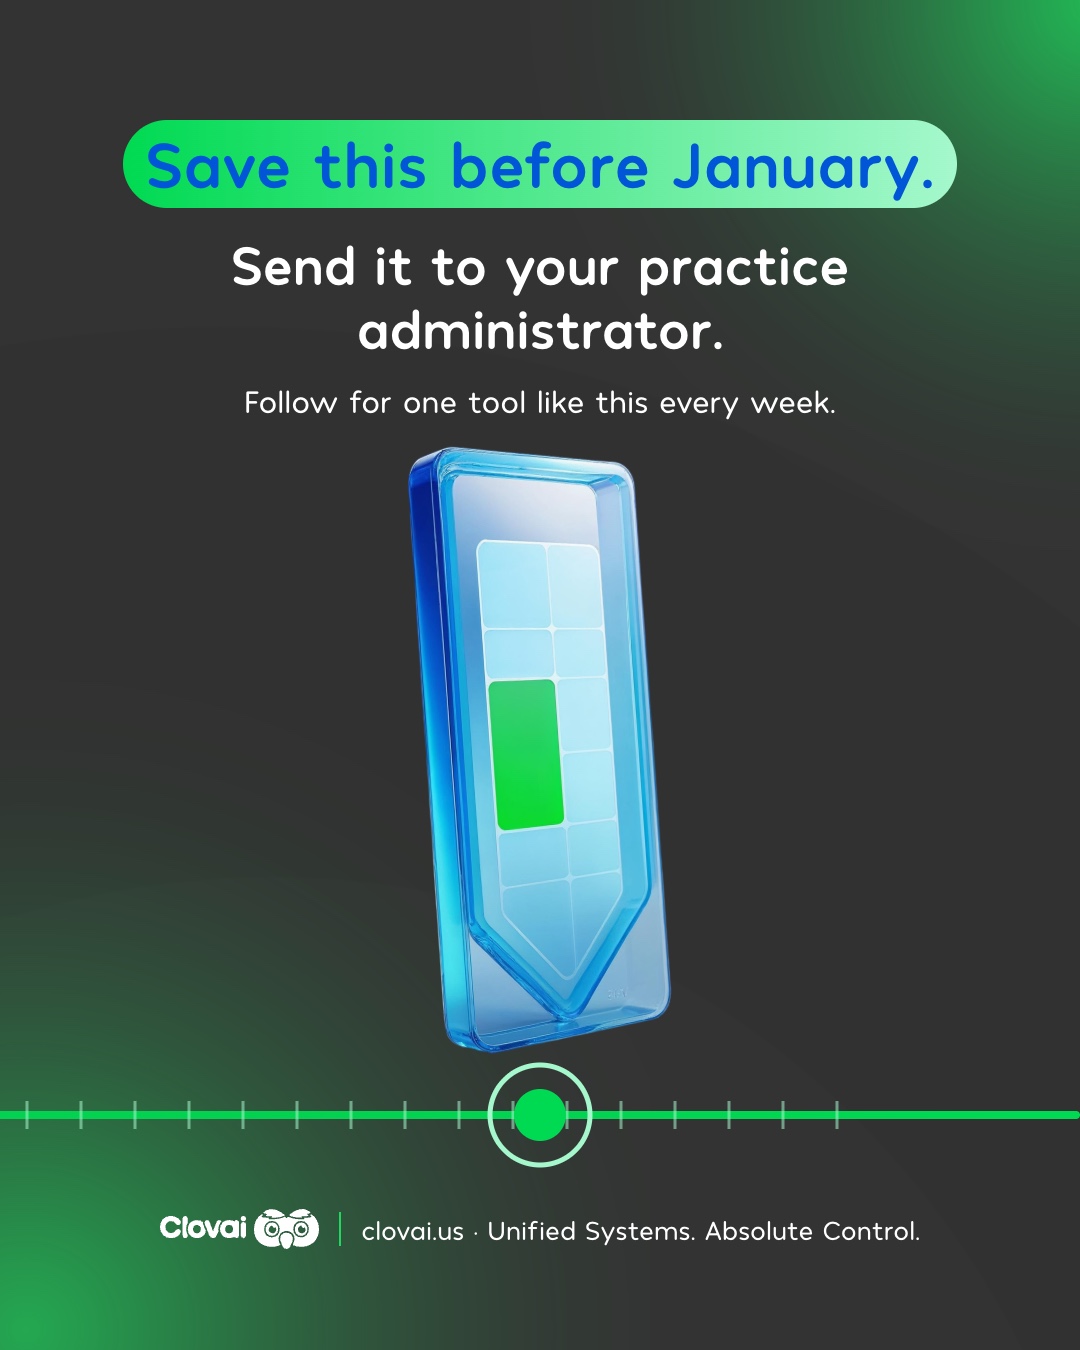 Save this before January.
Send it to your practice
administrator.
Follow for one tool like this every week.
Clovai
clovai.us · Unified Systems. Absolute Control.